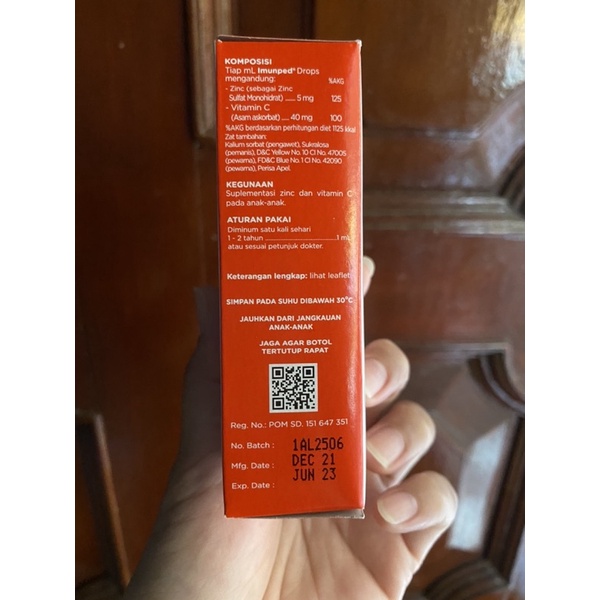 KOMPOSISI
Tiap mL Imunped® Drops
mengandung: %AKG
- Zinc (sebagai Zinc
Sulfat Monohidrat) ...... 5 mg 125
- Vitamin C
(Asam askorbat) ..... 40 mg 100
%AKG berdasarkan perhitungan diet 1125 kkal
Zat tambahan:
Kalium sorbat (pengawet), Sukralosa
(pemanis), D&C Yellow No. 10 CI No. 47005
(pewarna), FD&C Blue No. 1 CI No. 42090
(pewarna), Perisa Apel.
KEGUNAAN
Suplementasi zinc dan vitamin C
pada anak-anak.
ATURAN PAKAI
Diminum satu kali sehari
1 - 2 tahun ........................ 1 mL
atau sesuai petunjuk dokter.
Keterangan lengkap: lihat leaflet
SIMPAN PADA SUHU DIBAWAH 30°C
JAUHKAN DARI JANGKAUAN
ANAK-ANAK
JAGA AGAR BOTOL
TERTUTUP RAPAT
Reg. No.: POM SD. 151 647 351
No. Batch : 1AL2506
Mfg. Date : DEC 21
Exp. Date : JUN 23